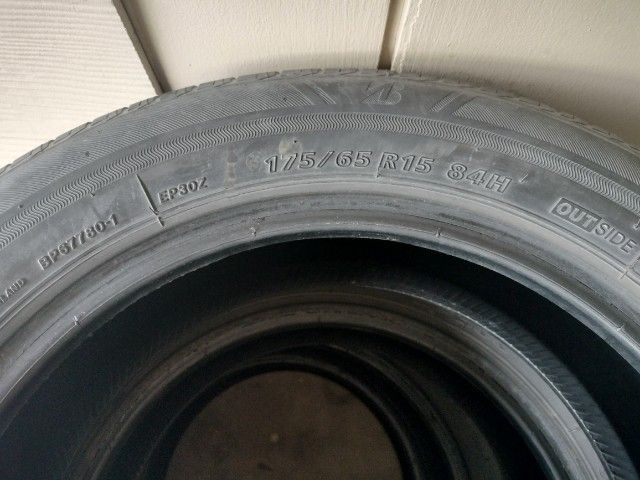 175/65 R15 84H
EP30Z
BP67780-1
OUTSIDE
B